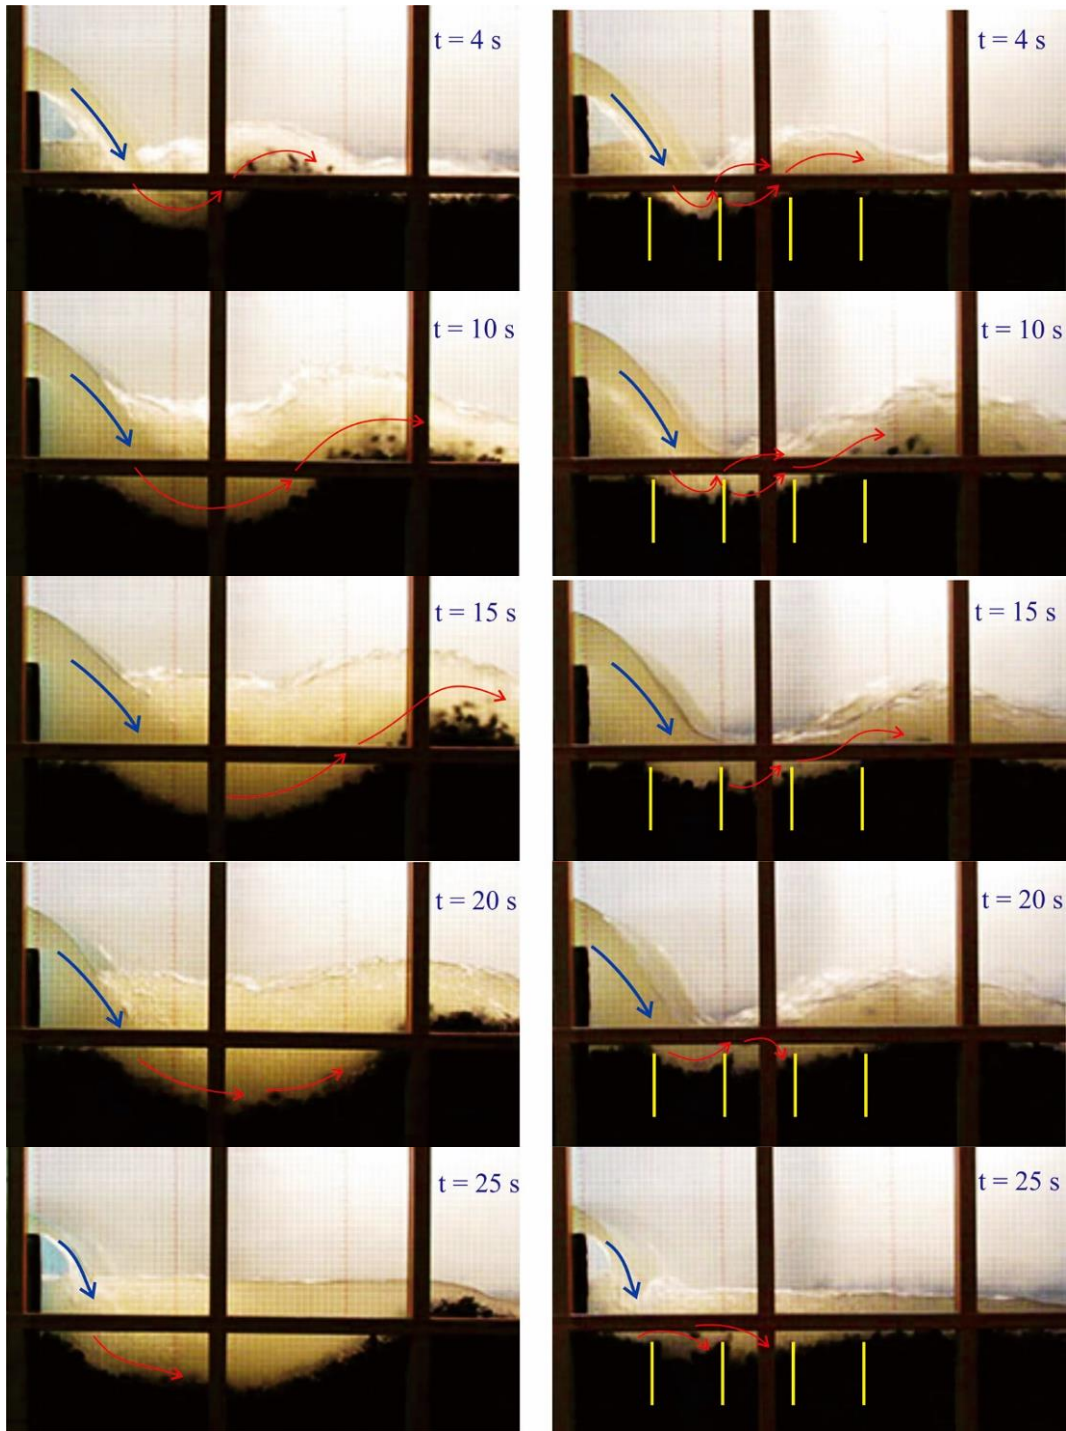 t = 4 s
t = 4 s
t = 10 s
t = 10 s
t = 15 s
t = 15 s
t = 20 s
t = 20 s
t = 25 s
t = 25 s